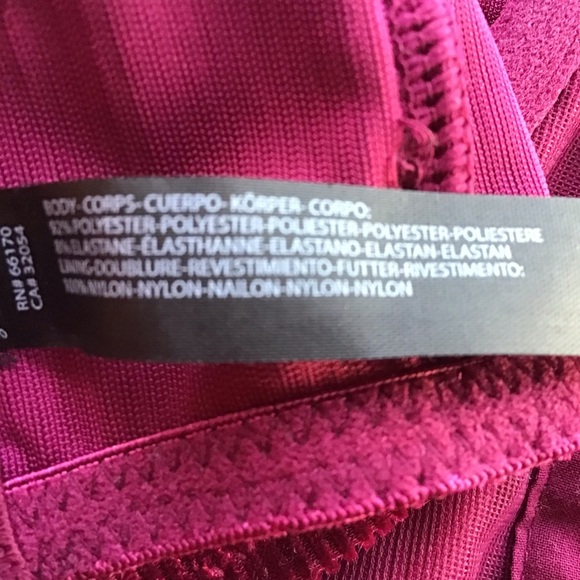 BODY-CORPS-CUERPO- KÖRPER- CORPO:
92% POLYESTER-POLYESTER-POLIESTER-POLYESTER-POLIESTERE
8% ELASTANE-ÉLASTHANNE-ELASTANO-ELASTAN-ELASTAN
LINING-DOUBLURE-REVESTIMIENTO-FUTTER-RIVESTIMENTO:
100% NYLON-NYLON-NAILON-NYLON-NYLON
RN# 66170
CA# 32054